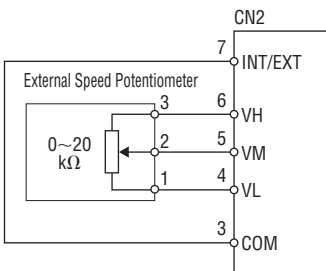 CN2
7 INT/EXT
External Speed Potentiometer
3 6 VH
0~20 kΩ
2 5 VM
1 4 VL
3 COM